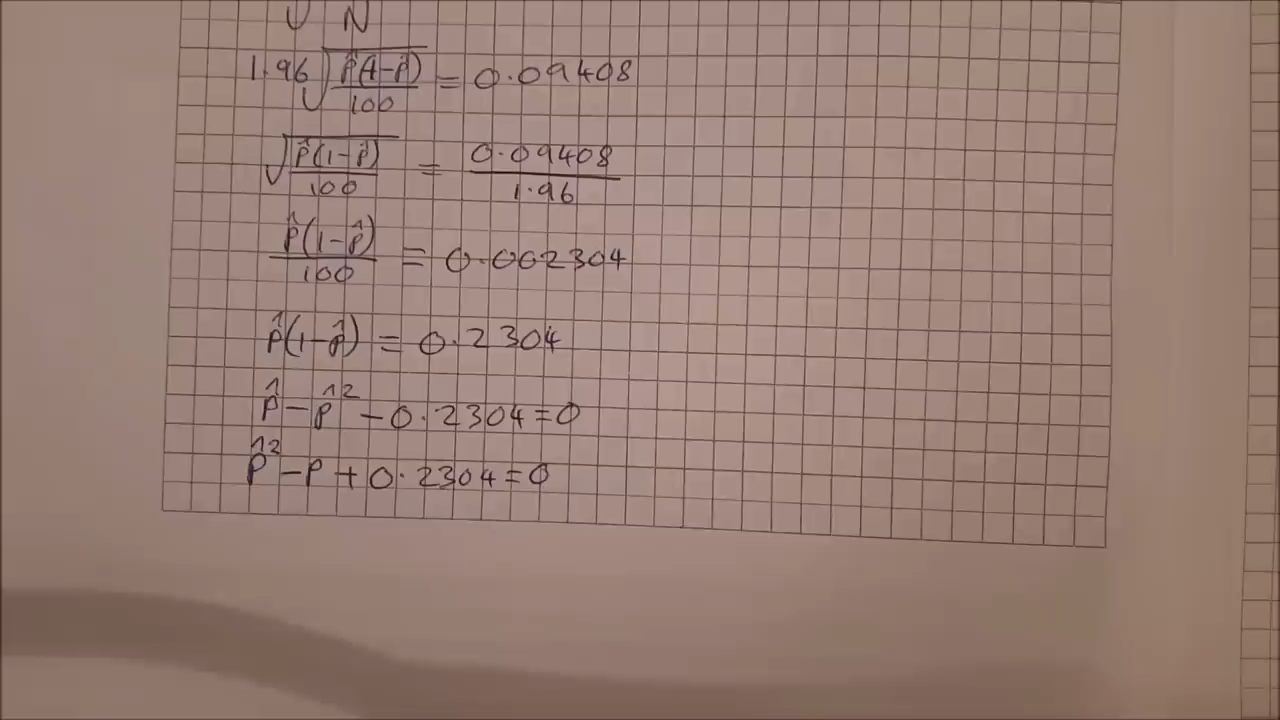 √ N
1.96 √(p̂(1-p̂)/100) = 0.09408
√(p̂(1-p̂)/100) = 0.09408/1.96
p̂(1-p̂)/100 = 0.002304
p̂(1-p̂) = 0.2304
p̂ - p̂² - 0.2304 = 0
p̂² - p + 0.2304 = 0